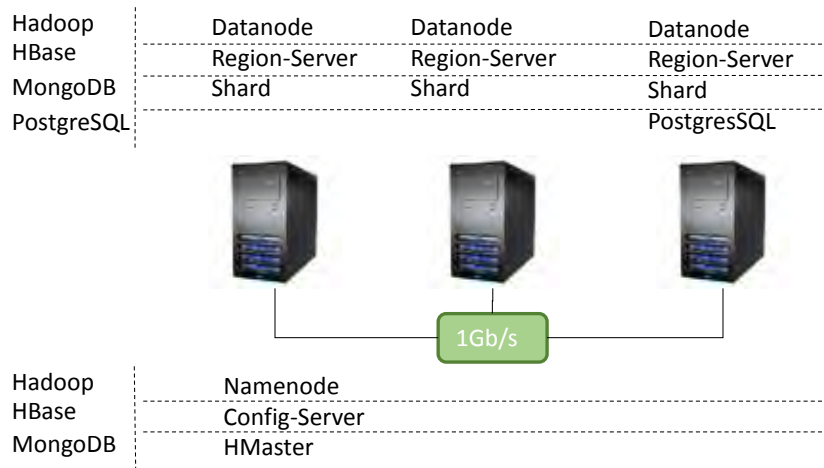 Hadoop Datanode Datanode Datanode
HBase Region-Server Region-Server Region-Server
MongoDB Shard Shard Shard
PostgreSQL PostgresSQL
1Gb/s
Hadoop Namenode
HBase Config-Server
MongoDB HMaster